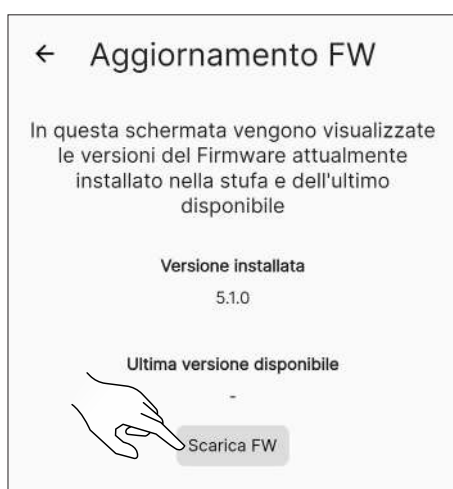 ← Aggiornamento FW
In questa schermata vengono visualizzate
le versioni del Firmware attualmente
installato nella stufa e dell'ultimo
disponibile
Versione installata
5.1.0
Ultima versione disponibile
-
Scarica FW